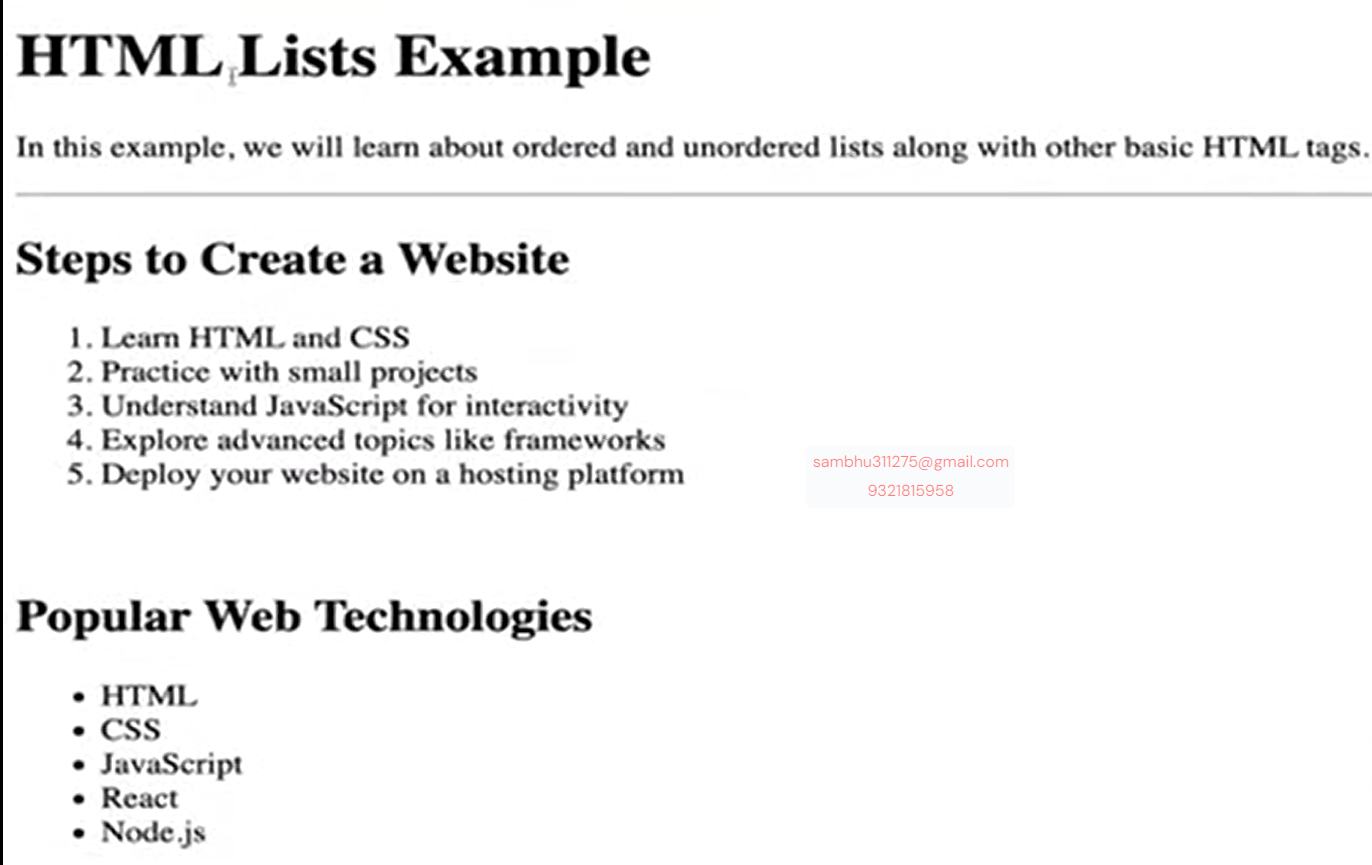 HTML Lists Example
In this example, we will learn about ordered and unordered lists along with other basic HTML tags.
Steps to Create a Website
1. Learn HTML and CSS
2. Practice with small projects
3. Understand JavaScript for interactivity
4. Explore advanced topics like frameworks
5. Deploy your website on a hosting platform
sambhu311275@gmail.com
9321815958
Popular Web Technologies
• HTML
• CSS
• JavaScript
• React
• Node.js